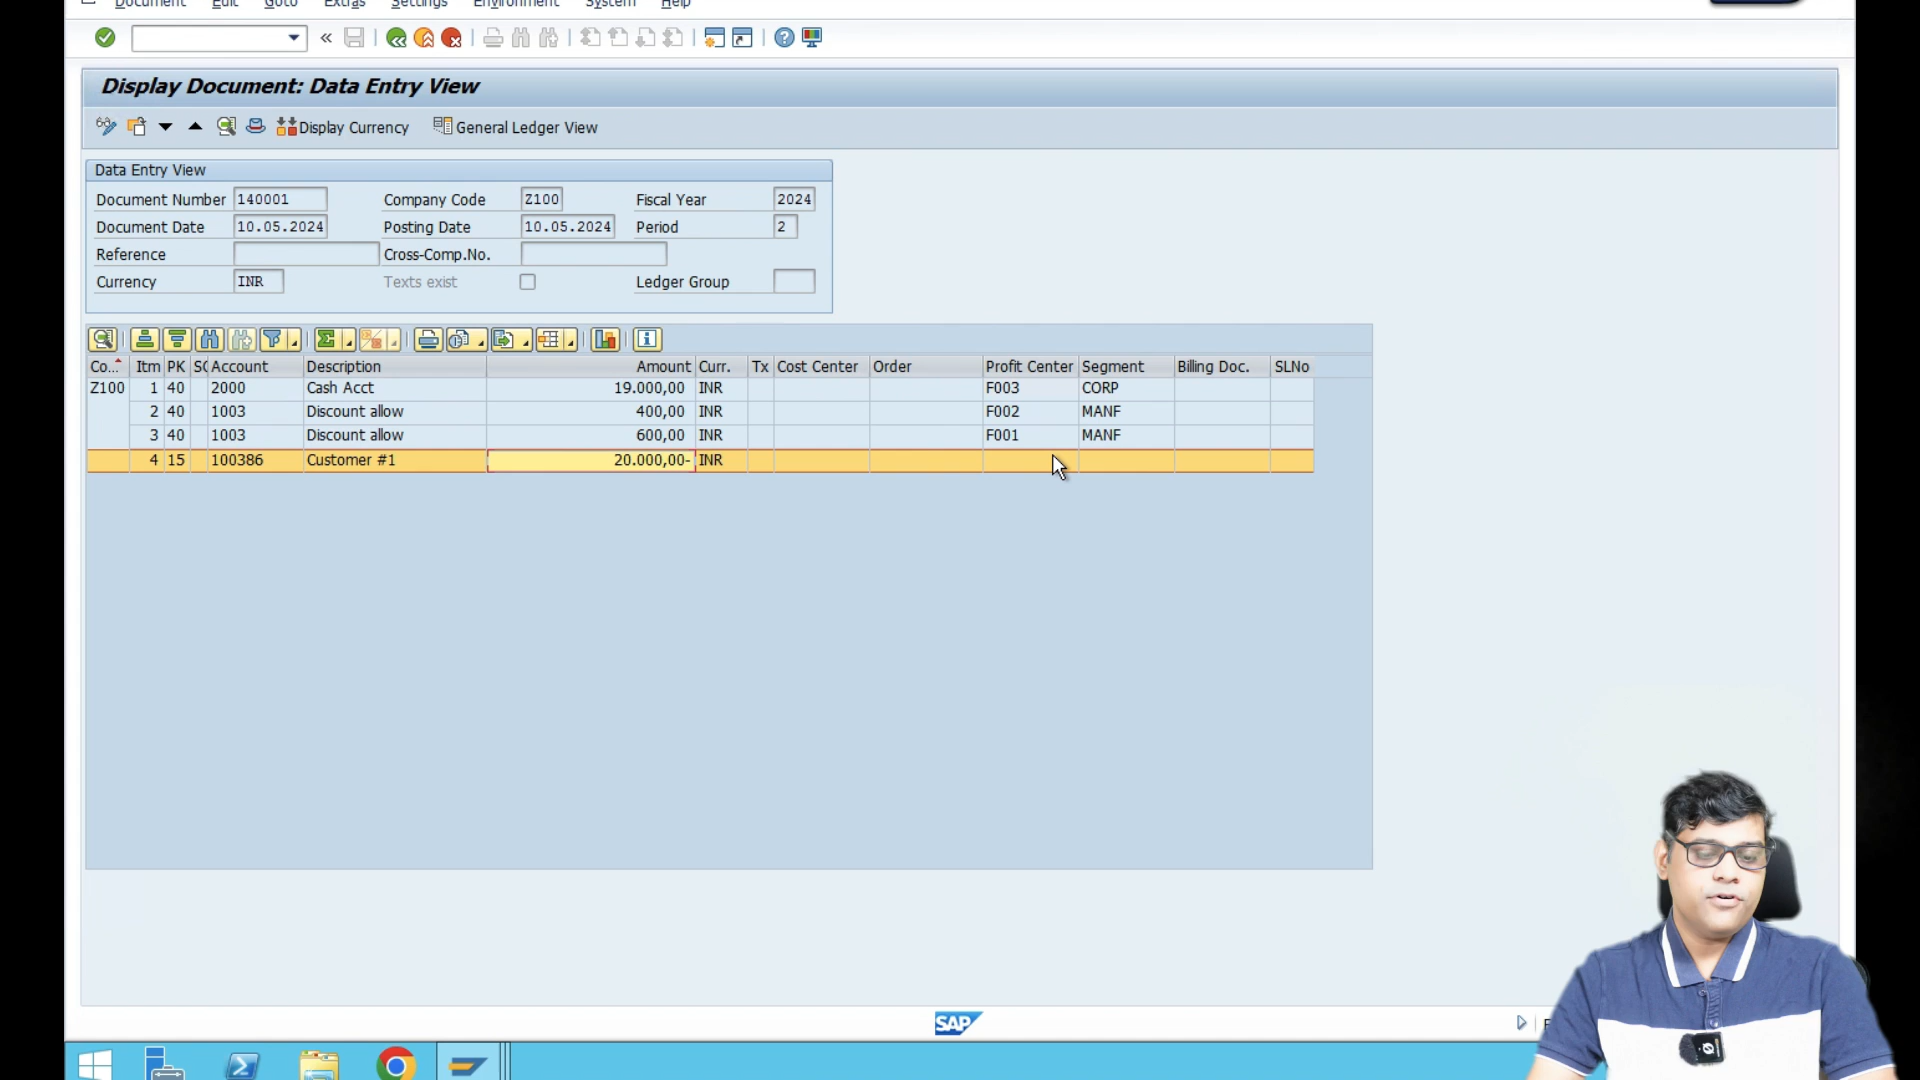 Document Edit Goto Extras Settings Environment System Help
Display Document: Data Entry View
Display Currency General Ledger View
Data Entry View
Document Number 140001 Company Code Z100 Fiscal Year 2024
Document Date 10.05.2024 Posting Date 10.05.2024 Period 2
Reference Cross-Comp.No.
Currency INR Texts exist Ledger Group
Co... Itm PK SG Account Description Amount Curr. Tx Cost Center Order Profit Center Segment Billing Doc. SLNo
Z100 1 40 2000 Cash Acct 19.000,00 INR F003 CORP
2 40 1003 Discount allow 400,00 INR F002 MANF
3 40 1003 Discount allow 600,00 INR F001 MANF
4 15 100386 Customer #1 20.000,00- INR
SAP